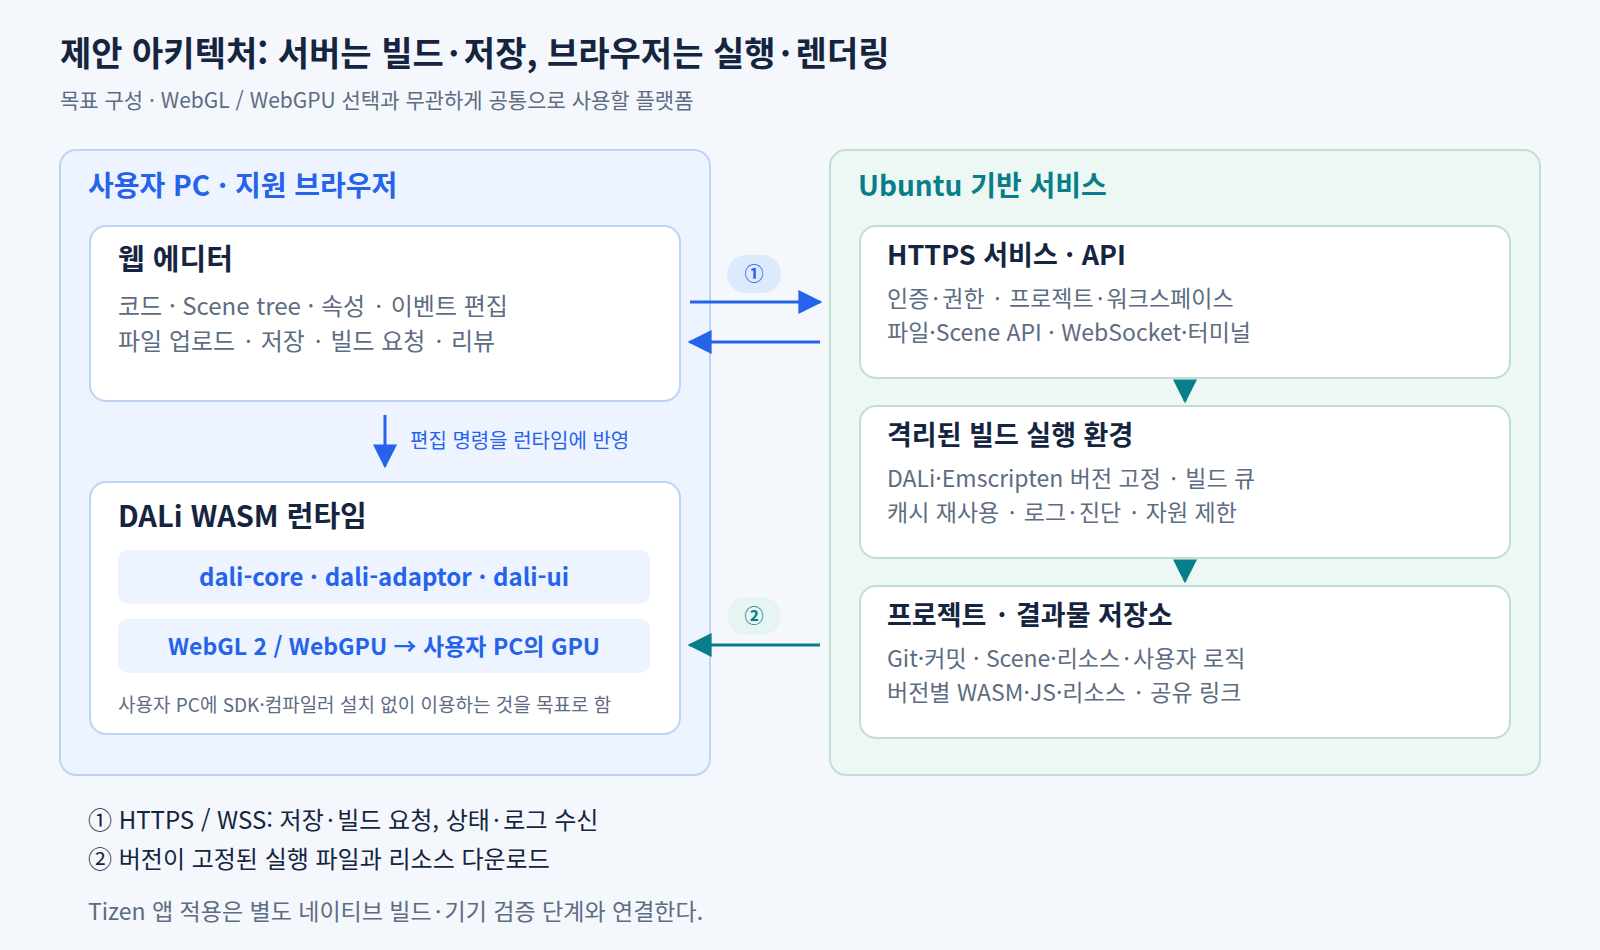 제안 아키텍처: 서버는 빌드·저장, 브라우저는 실행·렌더링
목표 구성 · WebGL / WebGPU 선택과 무관하게 공통으로 사용할 플랫폼
사용자 PC · 지원 브라우저
웹 에디터
코드 · Scene tree · 속성 · 이벤트 편집
파일 업로드 · 저장 · 빌드 요청 · 리뷰
편집 명령을 런타임에 반영
DALi WASM 런타임
dali-core · dali-adaptor · dali-ui
WebGL 2 / WebGPU → 사용자 PC의 GPU
사용자 PC에 SDK·컴파일러 설치 없이 이용하는 것을 목표로 함
①
②
Ubuntu 기반 서비스
HTTPS 서비스 · API
인증·권한 · 프로젝트·워크스페이스
파일·Scene API · WebSocket·터미널
격리된 빌드 실행 환경
DALi·Emscripten 버전 고정 · 빌드 큐
캐시 재사용 · 로그·진단 · 자원 제한
프로젝트 · 결과물 저장소
Git·커밋 · Scene·리소스·사용자 로직
버전별 WASM·JS·리소스 · 공유 링크
① HTTPS / WSS: 저장·빌드 요청, 상태·로그 수신
② 버전이 고정된 실행 파일과 리소스 다운로드
Tizen 앱 적용은 별도 네이티브 빌드·기기 검증 단계와 연결한다.